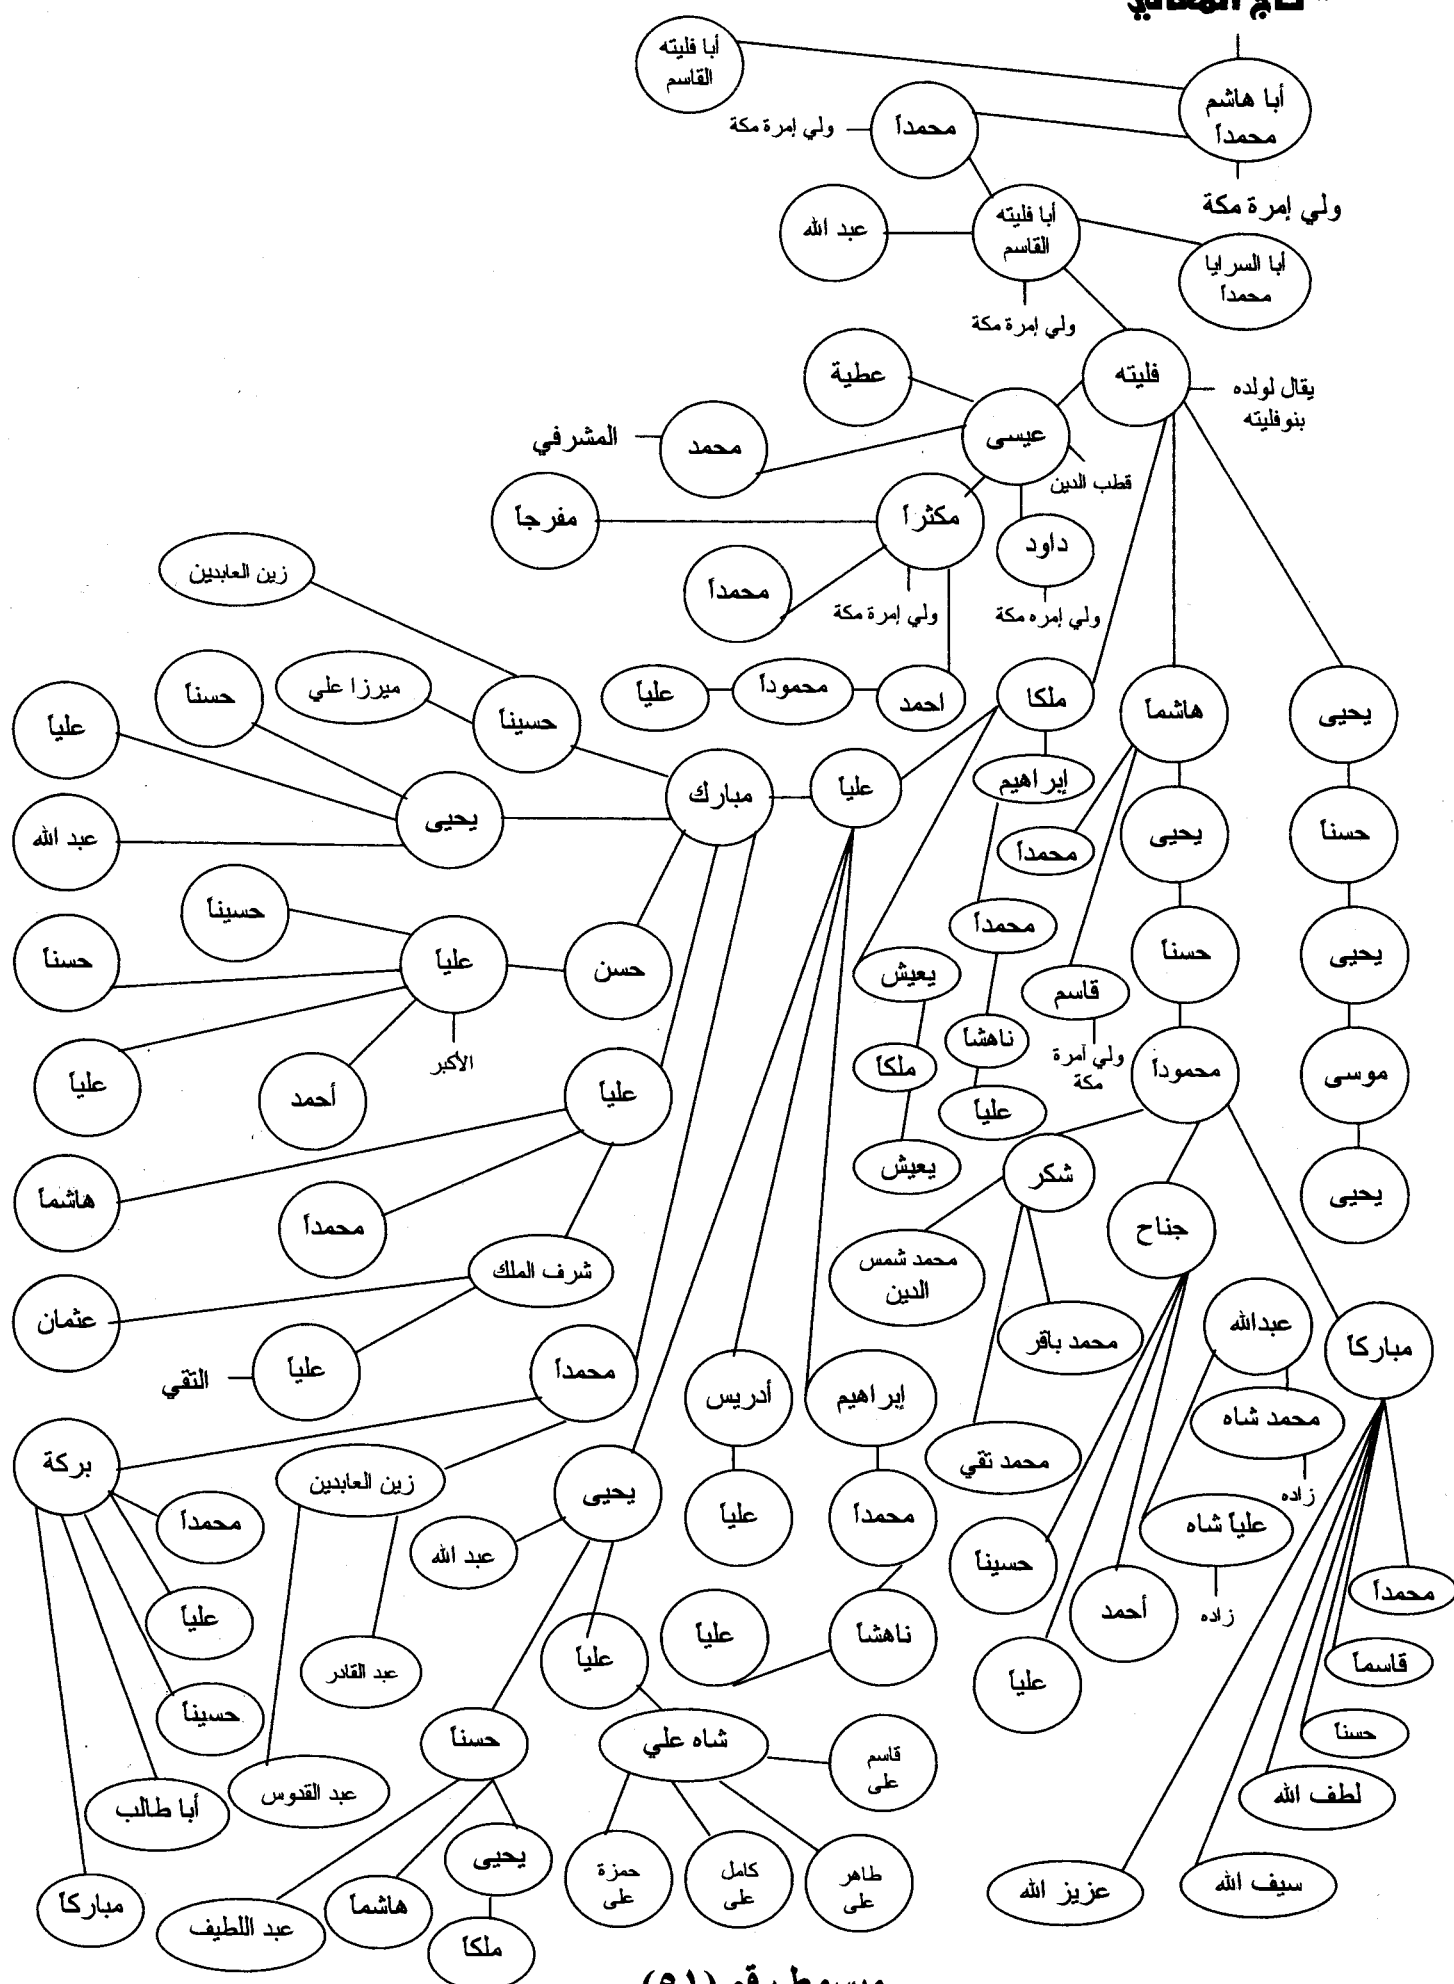 تاج المعالي
أبا فليته
القاسم
أبا هاشم
محمداً
ولي إمرة مكة
محمداً
ولي إمرة مكة
عبد الله
أبا فليته
القاسم
ولي إمرة مكة
أبا السرايا
محمداً
فليته
يقال لولده
بنوفليته
عطية
عيسى
قطب الدين
محمد
المشرفي
مكثراً
ولي إمرة مكة
داود
ولي إمره مكة
مفرجاً
محمداً
احمد
محموداً
علياً
زين العابدين
ميرزا علي
حسيناً
حسناً
علياً
ملكا
هاشماً
يحيى
إبراهيم
علياً
مبارك
يحيى
عبد الله
محمداً
يحيى
حسناً
محمداً
يعيش
حسن
علياً
الأكبر
حسيناً
حسناً
قاسم
ولي أمرة
مكة
حسناً
يحيى
ناهشاً
ملكاً
علياً
يعيش
علياً
أحمد
علياً
محموداً
موسى
هاشماً
محمداً
شرف الملك
شكر
جناح
يحيى
محمد شمس
الدين
محمد باقر
عبدالله
مباركاً
عثمان
علياً
التقي
محمداً
أدريس
إبراهيم
محمد شاه
زاده
محمد تقي
بركة
زين العابدين
يحيى
عبد الله
علياً
محمداً
حسيناً
علياً شاه
زاده
محمداً
علياً
حسيناً
عبد القادر
علياً
علياً
ناهشاً
علياً
أحمد
محمداً
قاسماً
حسناً
لطف الله
أبا طالب
عبد القدوس
حسناً
شاه علي
قاسم
على
مباركاً
عبد اللطيف
هاشماً
يحيى
ملكاً
حمزة
على
كامل
على
طاهر
على
عزيز الله
سيف الله
مبسوط رقم (٥١)